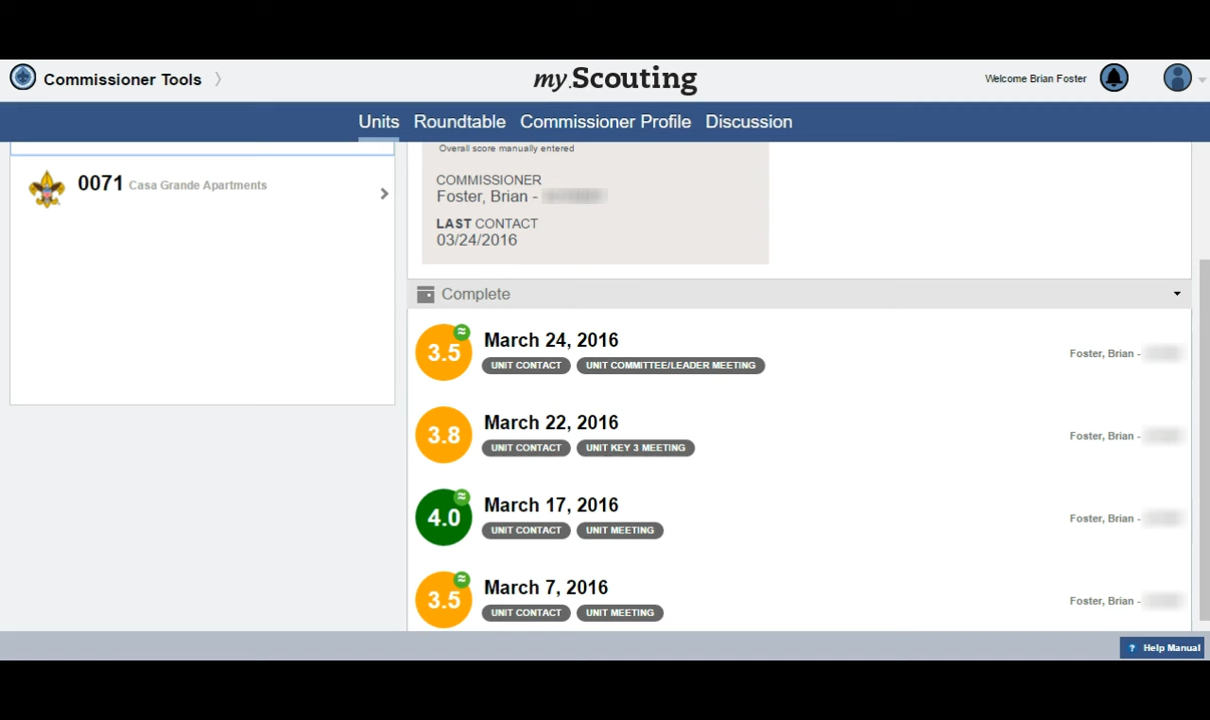 Commissioner Tools
my.Scouting
Welcome Brian Foster
Units Roundtable Commissioner Profile Discussion
0071 Casa Grande Apartments
Overall score manually entered
COMMISSIONER
Foster, Brian -
LAST CONTACT
03/24/2016
Complete
3.5 March 24, 2016
UNIT CONTACT UNIT COMMITTEE/LEADER MEETING
Foster, Brian -
3.8 March 22, 2016
UNIT CONTACT UNIT KEY 3 MEETING
Foster, Brian -
4.0 March 17, 2016
UNIT CONTACT UNIT MEETING
Foster, Brian -
3.5 March 7, 2016
UNIT CONTACT UNIT MEETING
Foster, Brian -
? Help Manual